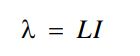 λ = LI